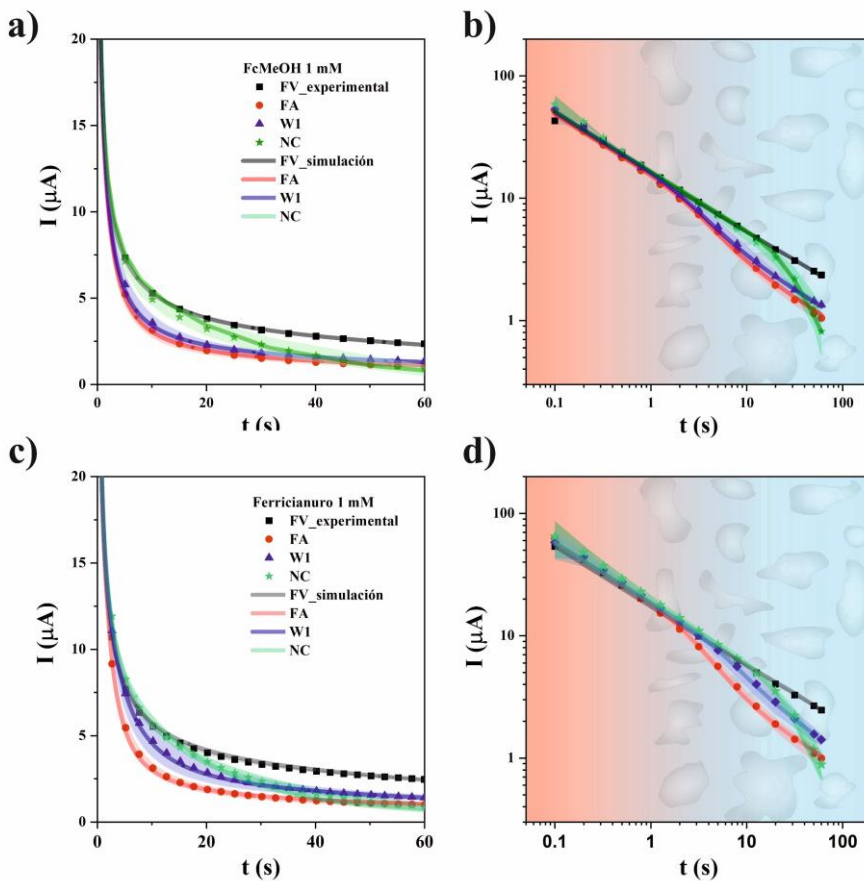 a)
I (µA)
20
15
10
5
0
FcMeOH 1 mM
FV_experimental
FA
W1
NC
FV_simulación
FA
W1
NC
0 20 40 60
t (s)
b)
I (µA)
100
10
1
0.1 1 10 100
t (s)
c)
I (µA)
20
15
10
5
0
Ferricianuro 1 mM
FV_experimental
FA
W1
NC
FV_simulación
FA
W1
NC
0 20 40 60
t (s)
d)
I (µA)
100
10
1
0.1 1 10 100
t (s)